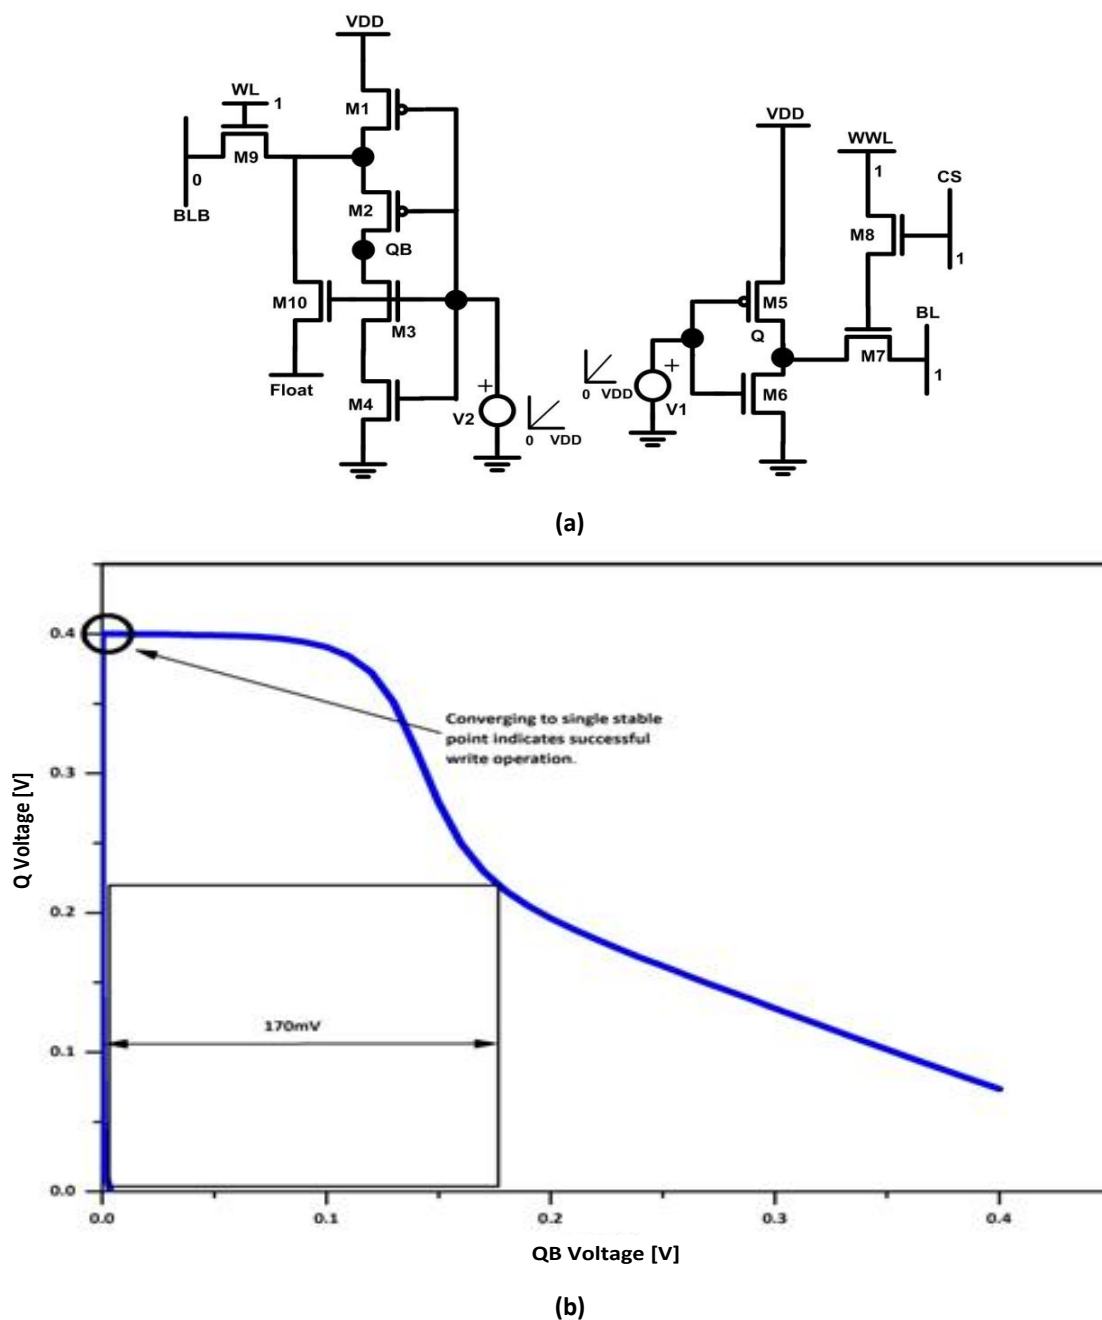 VDD
WL
1
M1
M9
0
BLB
M2
QB
M10
M3
Float
M4
+
V2
0 VDD
VDD
WWL
1
CS
M8
1
M5
BL
Q
M7
+
0 VDD
V1
M6
1
(a)
Q Voltage [V]
0.4
0.3
0.2
0.1
0.0
Converging to single stable
point indicates successful
write operation.
170mV
0.0 0.1 0.2 0.3 0.4
QB Voltage [V]
(b)